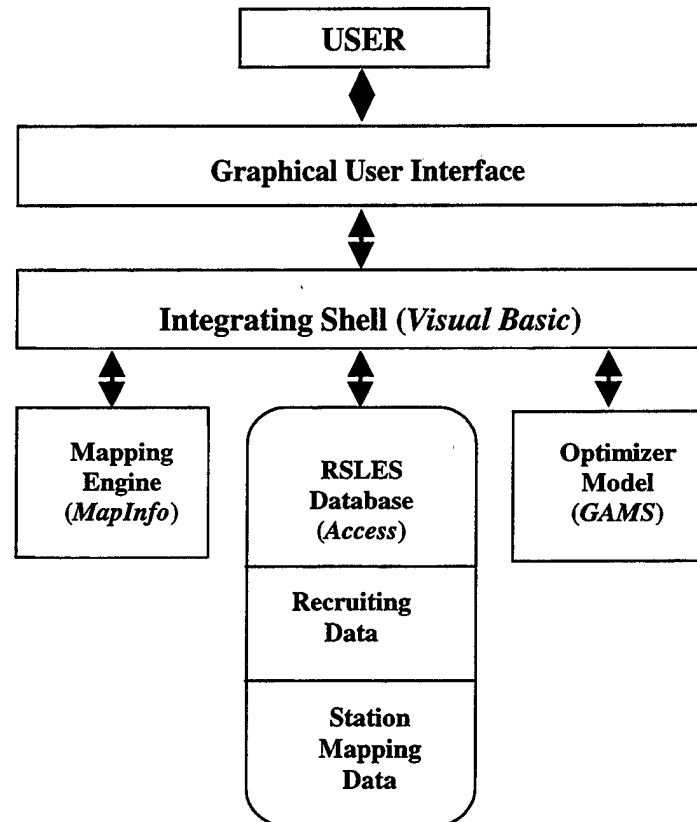 USER
Graphical User Interface
Integrating Shell (Visual Basic)
Mapping
Engine
(MapInfo)
RSLES
Database
(Access)
Recruiting
Data
Station
Mapping
Data
Optimizer
Model
(GAMS)